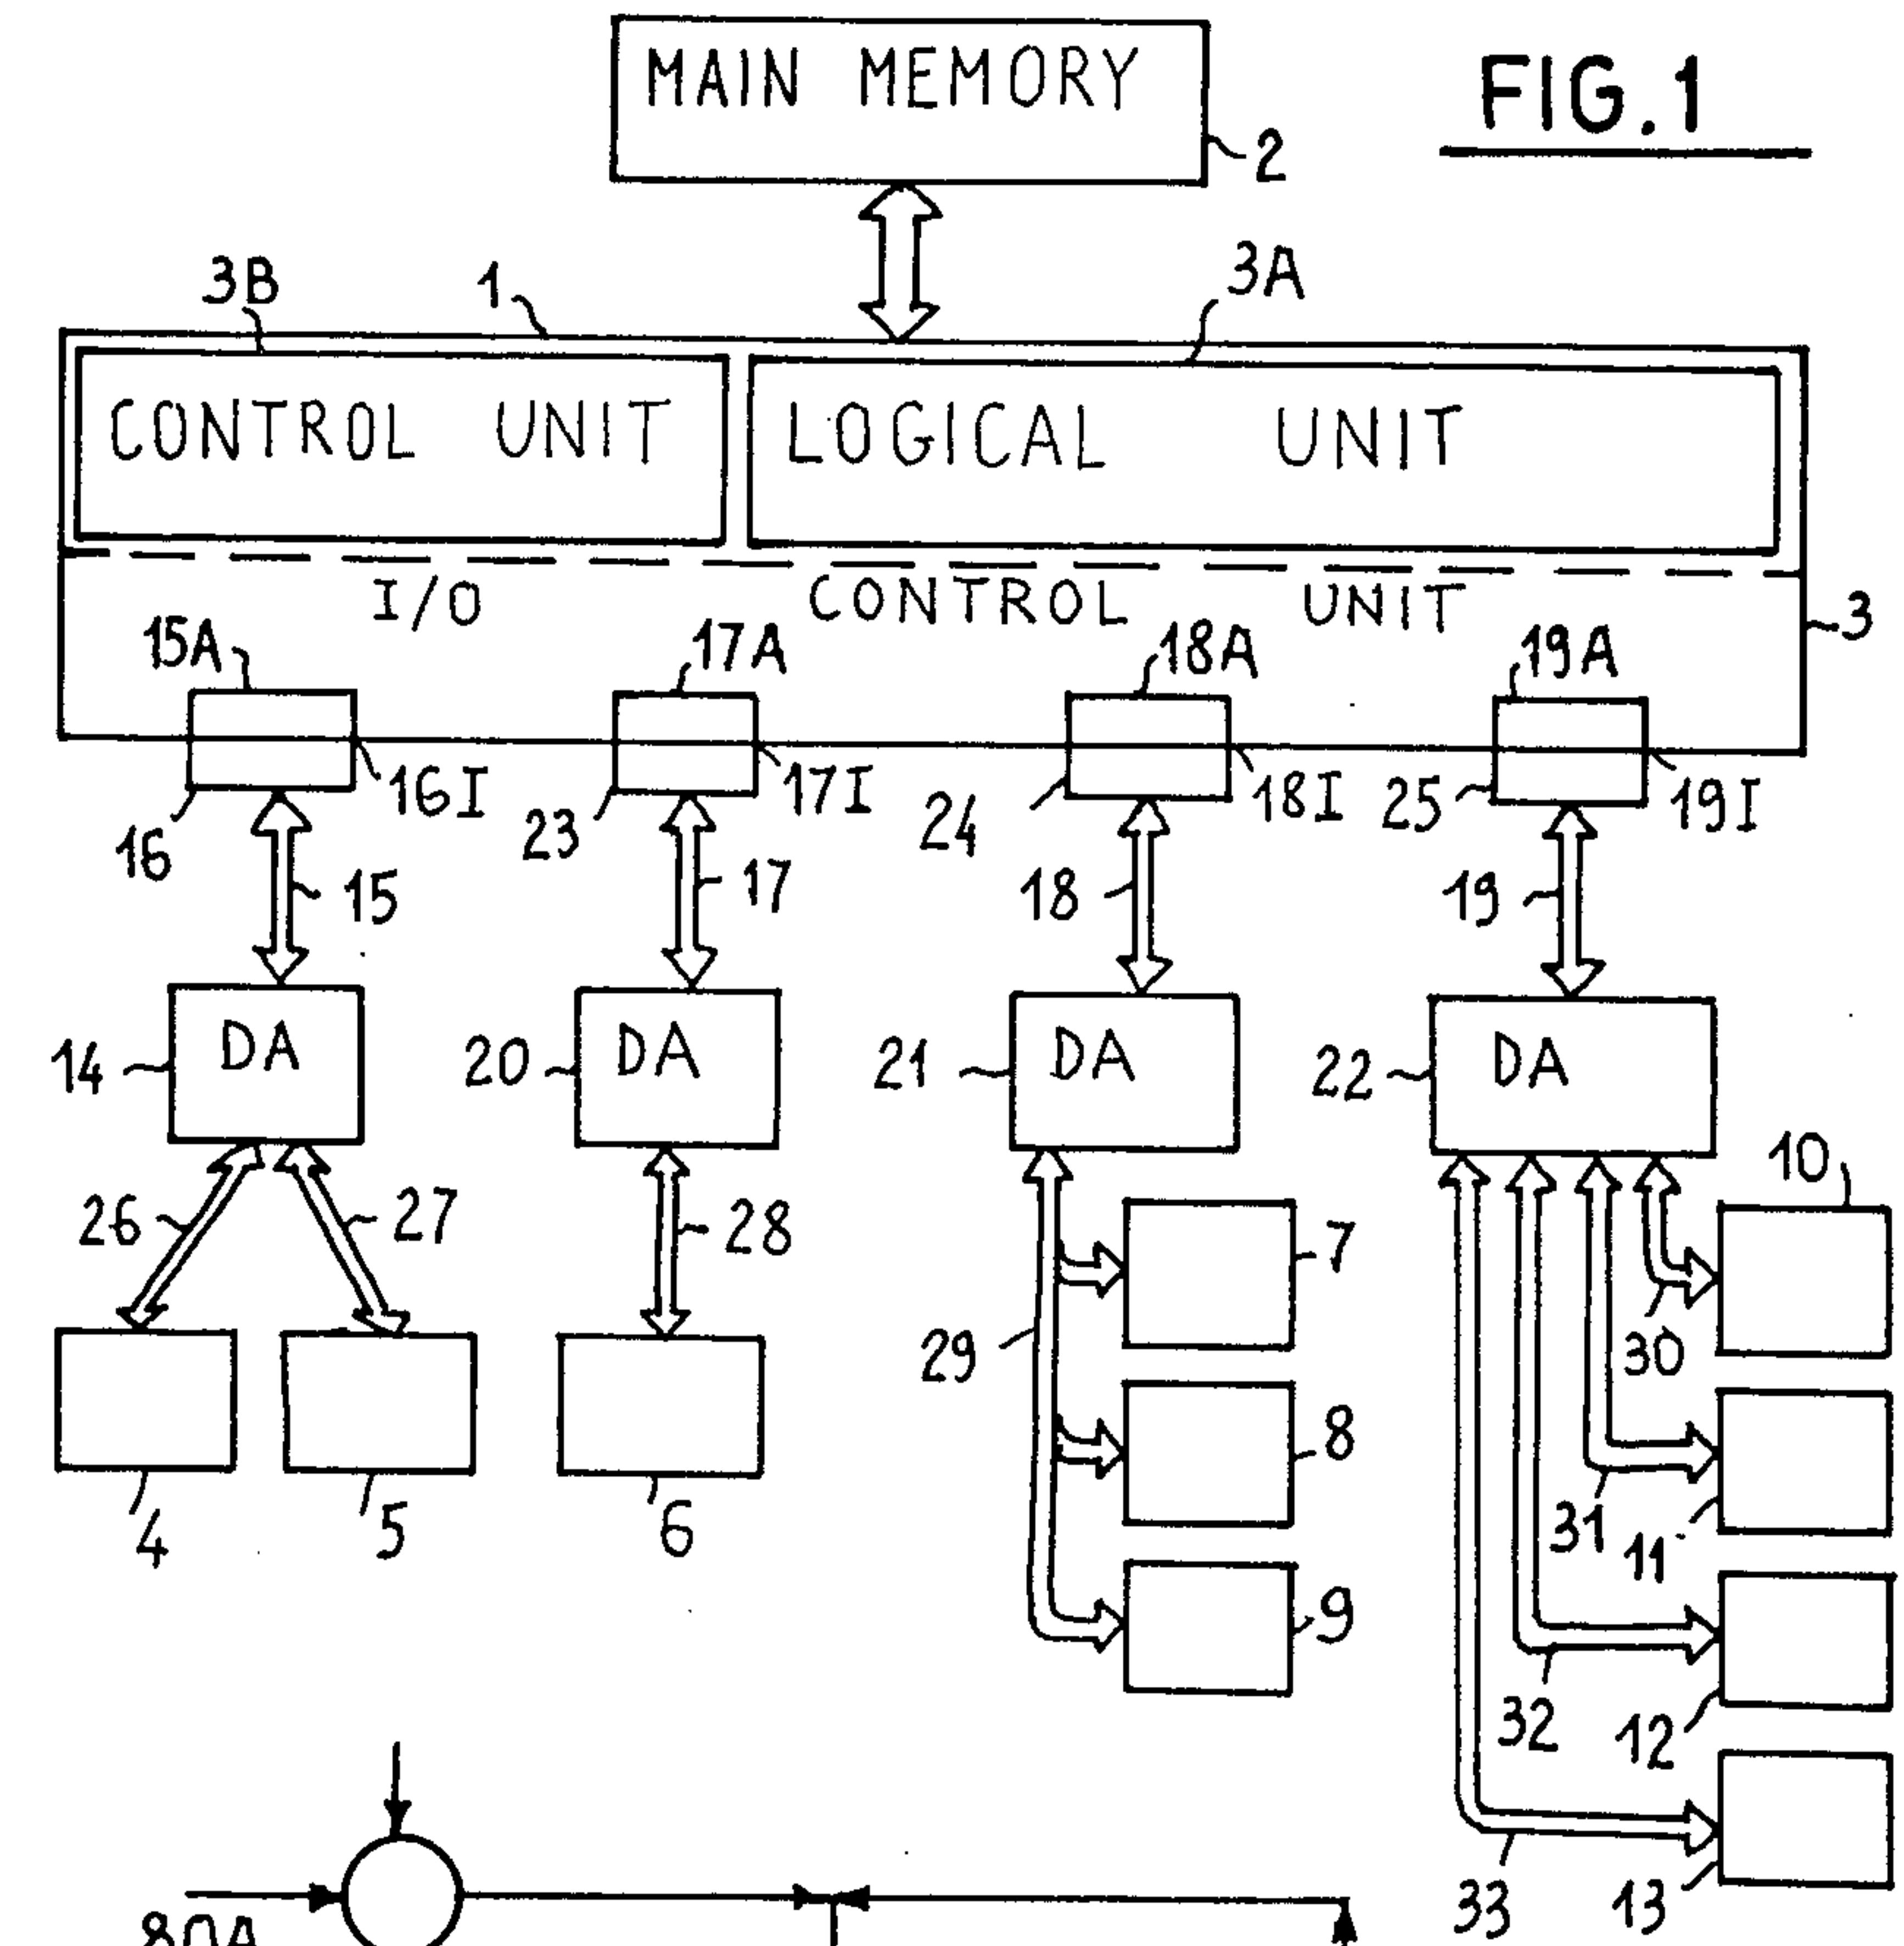 MAIN MEMORY
FIG.1
2
3B
1
3A
CONTROL UNIT
LOGICAL UNIT
I/O CONTROL UNIT
3
15A
17A
18A
19A
16I
17I
18I
19I
16
23
24
25
15
17
18
19
14
DA
20
DA
21
DA
22
DA
10
26
27
28
7
29
30
8
4
5
6
31
11
9
32
12
33
13
80A